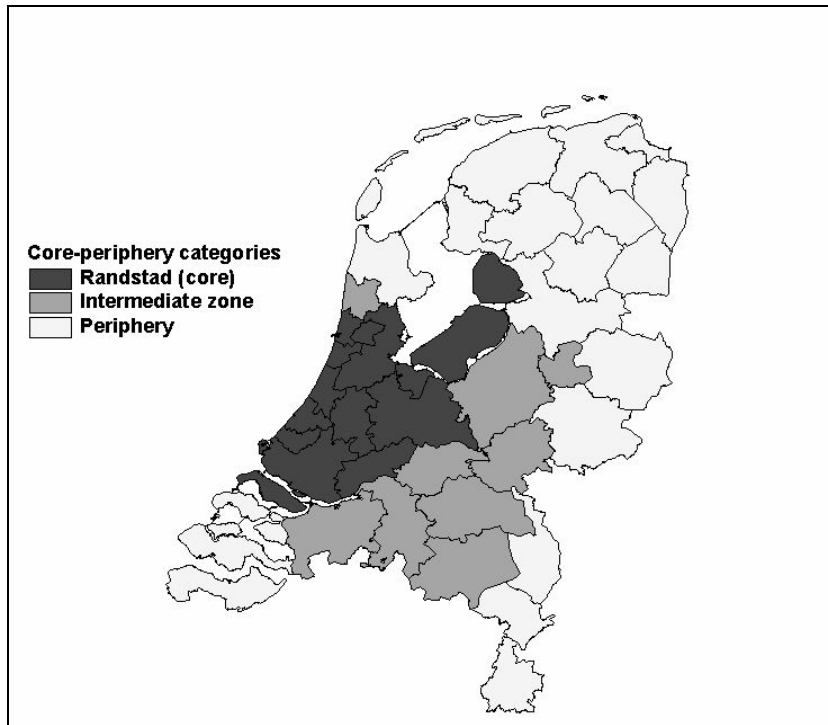 Core-periphery categories
Randstad (core)
Intermediate zone
Periphery